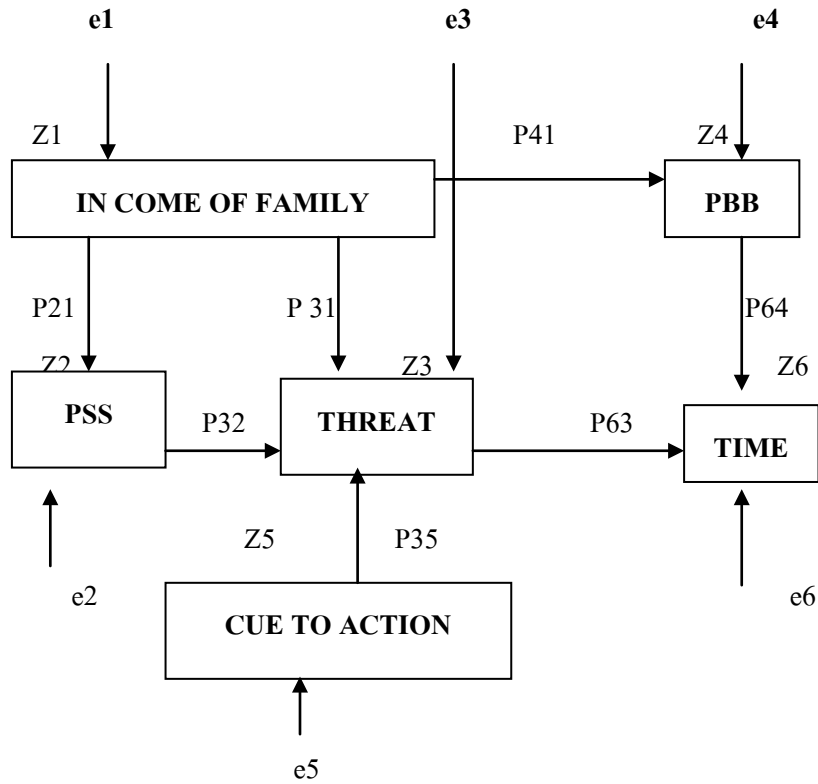 e1 e3 e4
Z1 P41 Z4
IN COME OF FAMILY PBB
P21 P 31 P64
Z2 Z3 Z6
PSS THREAT TIME
P32 P63
Z5 P35
e2 e6
CUE TO ACTION
e5